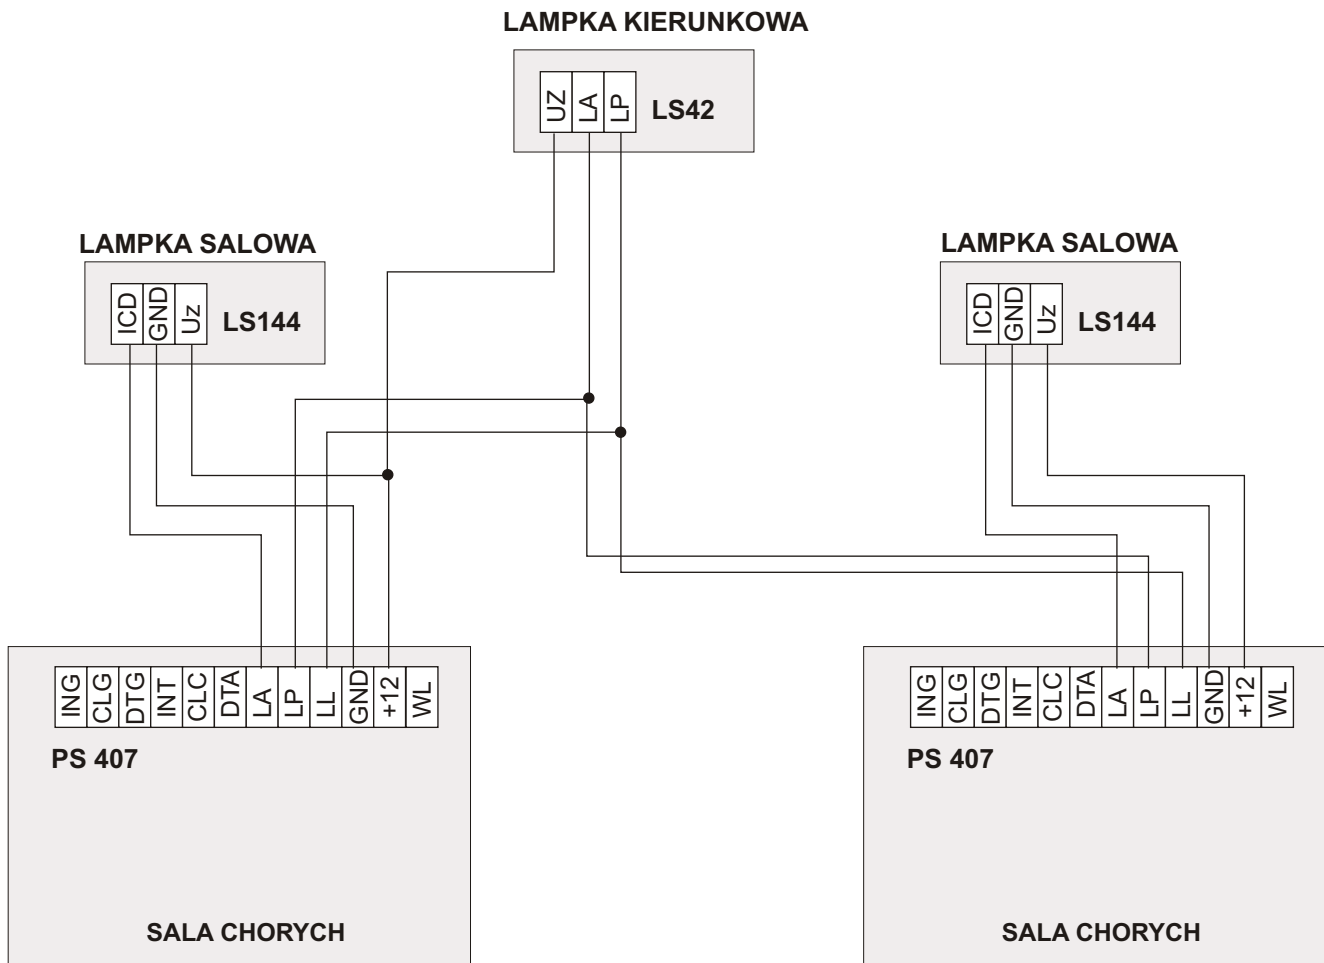 LAMPKA KIERUNKOWA
UZ LA LP LS42
LAMPKA SALOWA
ICD GND Uz LS144
LAMPKA SALOWA
ICD GND Uz LS144
ING CLG DTG INT CLC DTA LA LP LL GND +12 WL
PS 407
SALA CHORYCH
ING CLG DTG INT CLC DTA LA LP LL GND +12 WL
PS 407
SALA CHORYCH